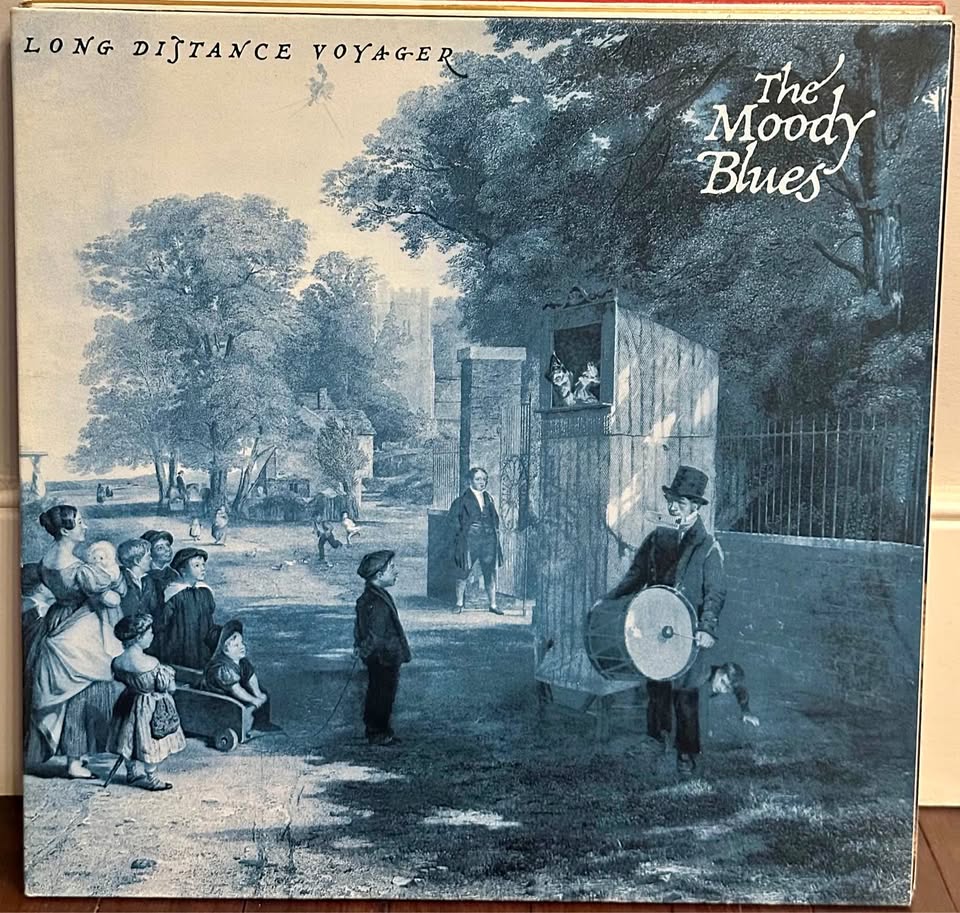 LONG DISTANCE VOYAGER
The
Moody
Blues